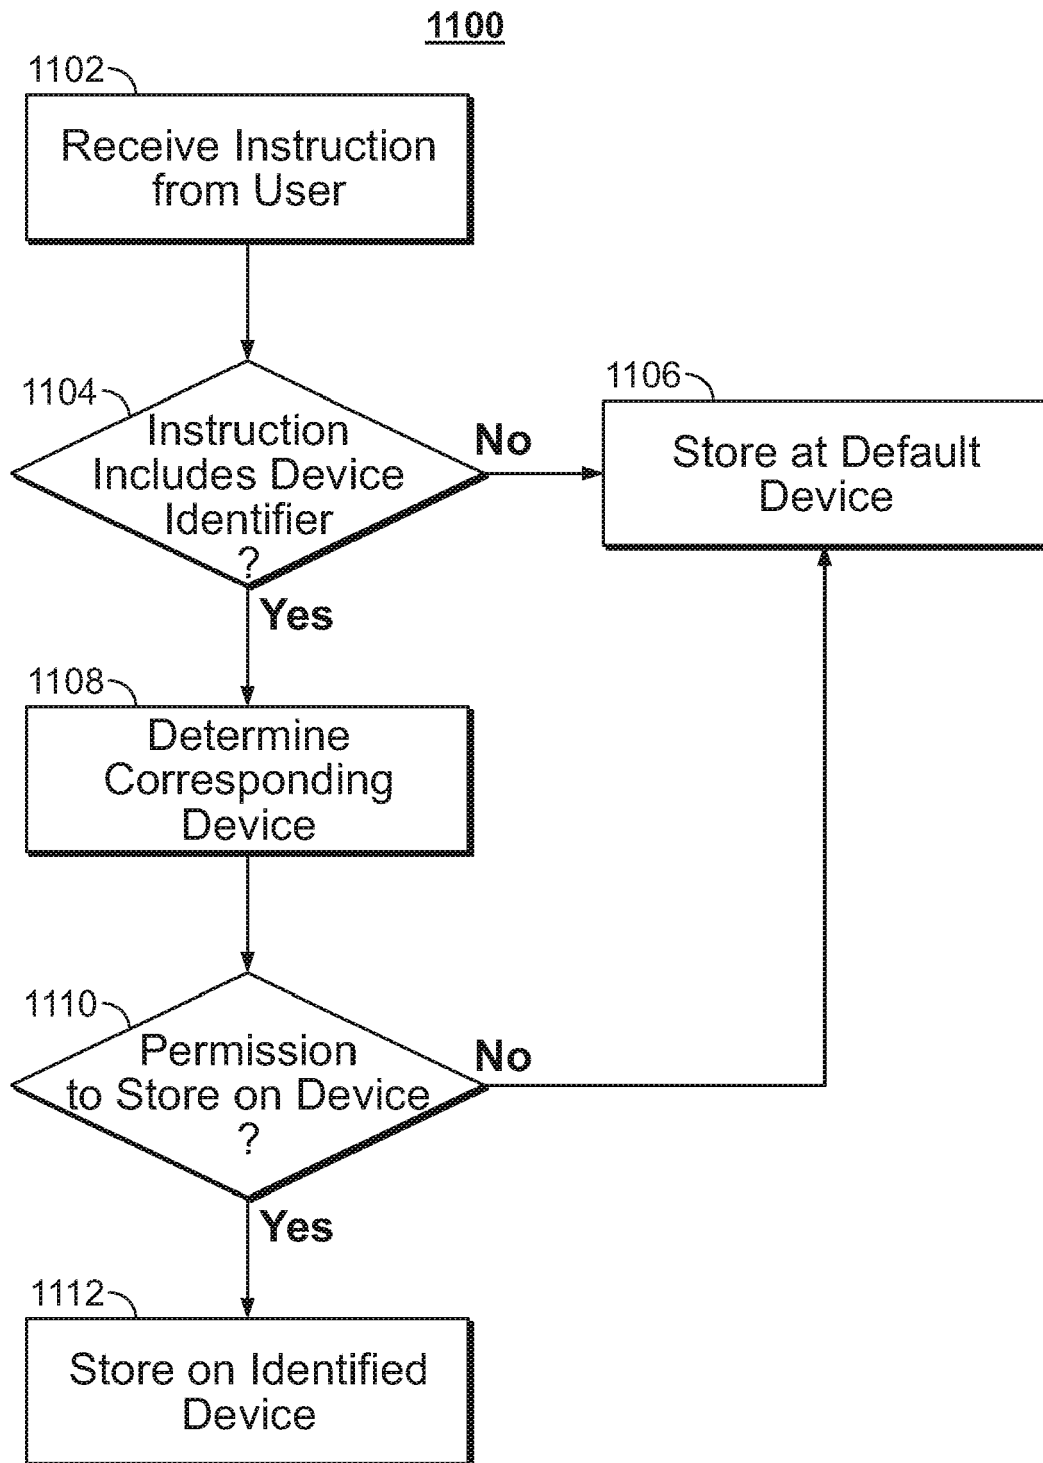 1100
1102
Receive Instruction
from User
1104
Instruction
Includes Device
Identifier
?
No
1106
Store at Default
Device
Yes
1108
Determine
Corresponding
Device
1110
Permission
to Store on Device
?
No
Yes
1112
Store on Identified
Device